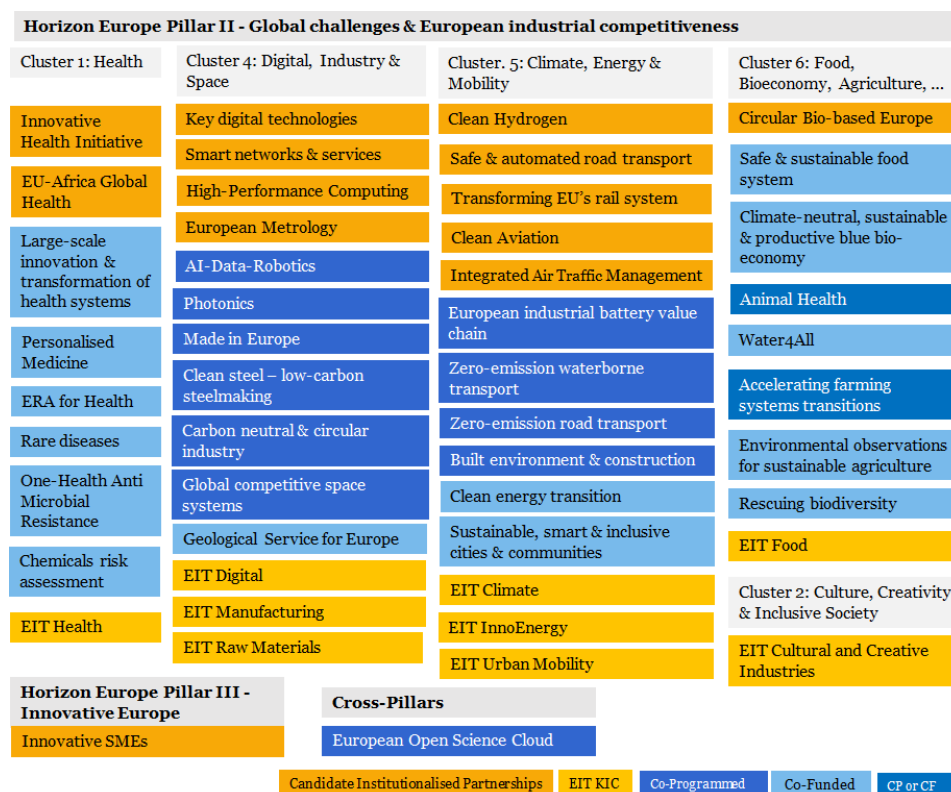 Horizon Europe Pillar II - Global challenges & European industrial competitiveness
Cluster 1: Health
Innovative
Health Initiative
EU-Africa Global
Health
Large-scale
innovation &
transformation of
health systems
Personalised
Medicine
ERA for Health
Rare diseases
One-Health Anti
Microbial
Resistance
Chemicals risk
assessment
EIT Health
Cluster 4: Digital, Industry &
Space
Key digital technologies
Smart networks & services
High-Performance Computing
European Metrology
AI-Data-Robotics
Photonics
Made in Europe
Clean steel – low-carbon
steelmaking
Carbon neutral & circular
industry
Global competitive space
systems
Geological Service for Europe
EIT Digital
EIT Manufacturing
EIT Raw Materials
Cluster. 5: Climate, Energy &
Mobility
Clean Hydrogen
Safe & automated road transport
Transforming EU's rail system
Clean Aviation
Integrated Air Traffic Management
European industrial battery value
chain
Zero-emission waterborne
transport
Zero-emission road transport
Built environment & construction
Clean energy transition
Sustainable, smart & inclusive
cities & communities
EIT Climate
EIT InnoEnergy
EIT Urban Mobility
Cluster 6: Food,
Bioeconomy, Agriculture, ...
Circular Bio-based Europe
Safe & sustainable food
system
Climate-neutral, sustainable
& productive blue bio-
economy
Animal Health
Water4All
Accelerating farming
systems transitions
Environmental observations
for sustainable agriculture
Rescuing biodiversity
EIT Food
Cluster 2: Culture, Creativity
& Inclusive Society
EIT Cultural and Creative
Industries
Horizon Europe Pillar III -
Innovative Europe
Innovative SMEs
Cross-Pillars
European Open Science Cloud
Candidate Institutionalised Partnerships
EIT KIC
Co-Programmed
Co-Funded
CP or CF